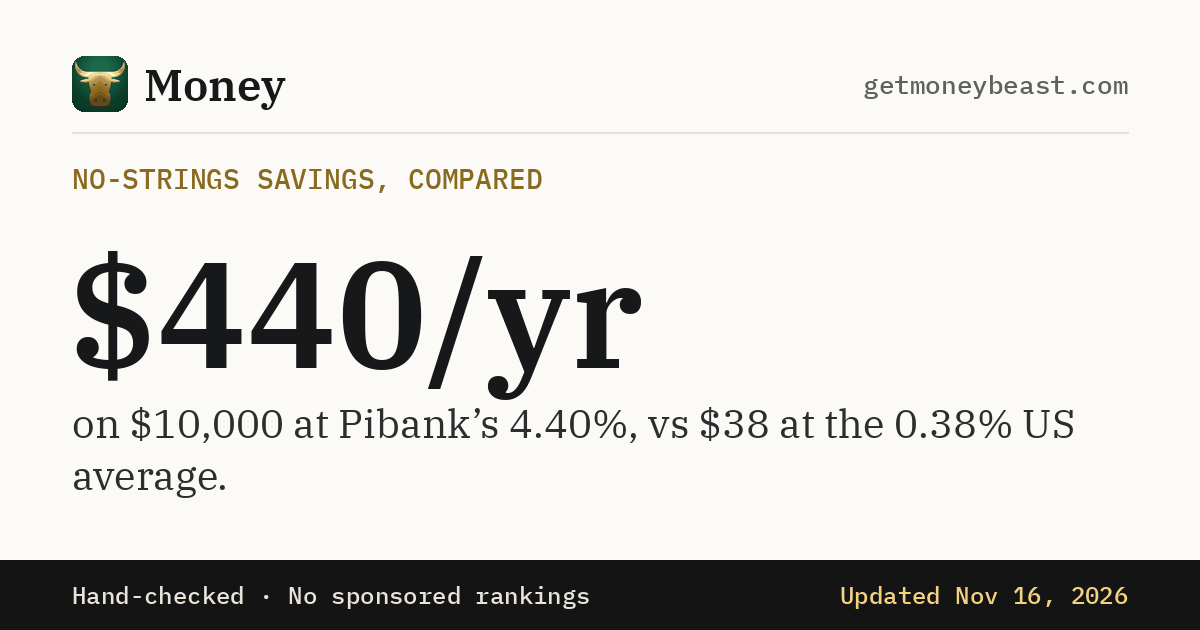 Money
getmoneybeast.com
NO-STRINGS SAVINGS, COMPARED
$440/yr
on $10,000 at Pibank’s 4.40%, vs $38 at the 0.38% US
average.
Hand-checked · No sponsored rankings
Updated Nov 16, 2026